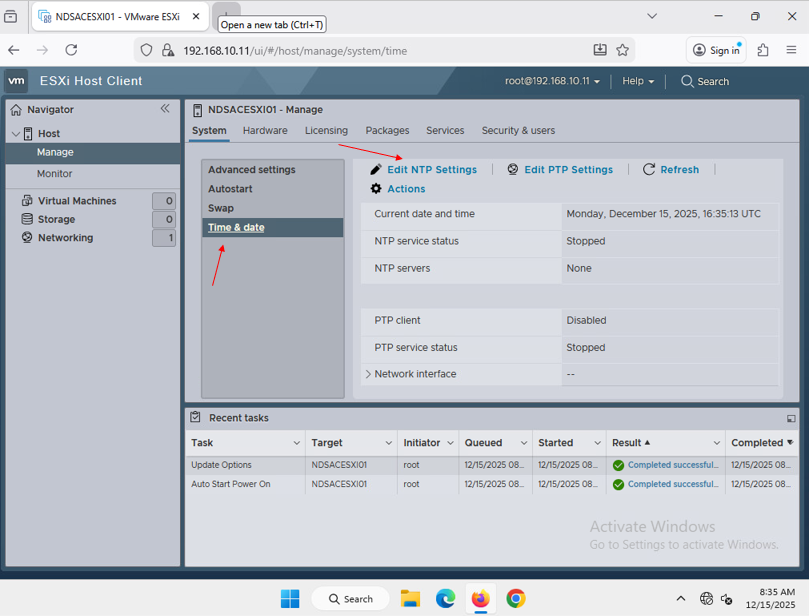 NDSACESXI01 - VMware ESXi
Open a new tab (Ctrl+T)
192.168.10.11/ui/#/host/manage/system/time
Sign in
vm
ESXi Host Client
root@192.168.10.11
Help
Search
Navigator
Host
Manage
Monitor
Virtual Machines 0
Storage 0
Networking 1
NDSACESXI01 - Manage
System Hardware Licensing Packages Services Security & users
Advanced settings
Autostart
Swap
Time & date
Edit NTP Settings Edit PTP Settings Refresh
Actions
Current date and time Monday, December 15, 2025, 16:35:13 UTC
NTP service status Stopped
NTP servers None
PTP client Disabled
PTP service status Stopped
Network interface --
Recent tasks
Task Target Initiator Queued Started Result Completed
Update Options NDSACESXI01 root 12/15/2025 08... 12/15/2025 08... Completed successful... 12/15/2025 08...
Auto Start Power On NDSACESXI01 root 12/15/2025 08... 12/15/2025 08... Completed successful... 12/15/2025 08...
Activate Windows
Go to Settings to activate Windows.
Search
8:35 AM
12/15/2025